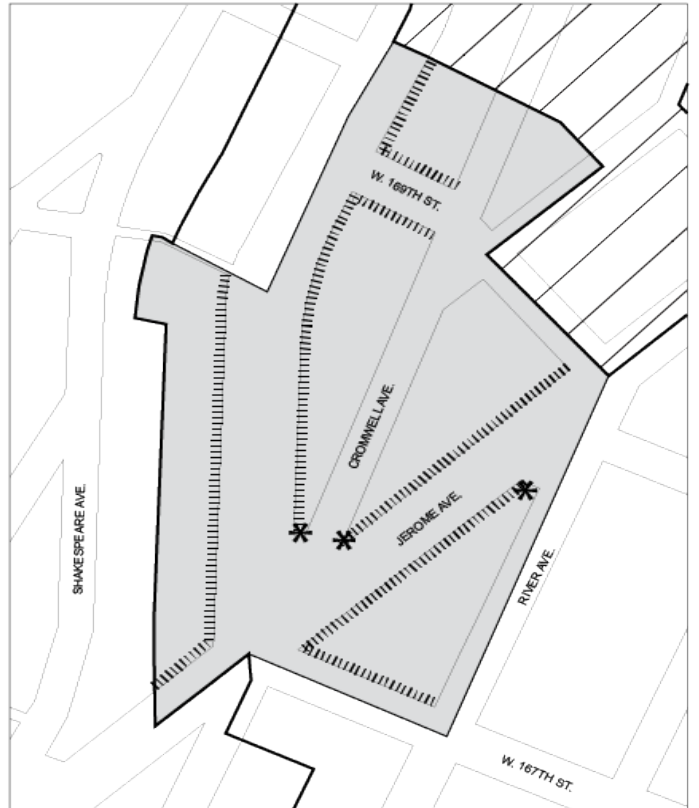 W. 169TH ST.
CROMWELL AVE.
JEROME AVE.
SHAKESPEARE AVE.
RIVER AVE.
W. 167TH ST.